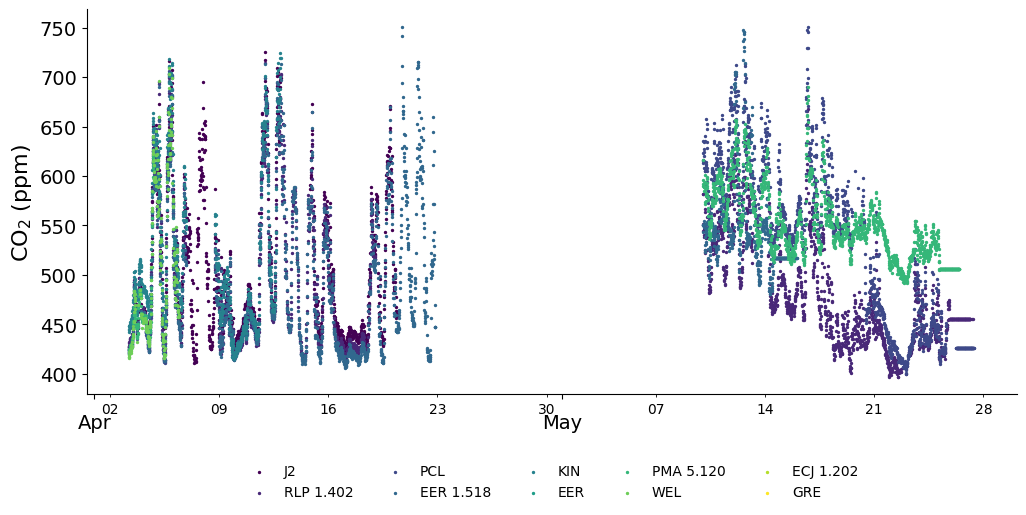 750
700
650
600
550
500
450
400
CO2 (ppm)
02 09 16 23 30 07 14 21 28
Apr May
J2 PCL KIN PMA 5.120 ECJ 1.202
RLP 1.402 EER 1.518 EER WEL GRE